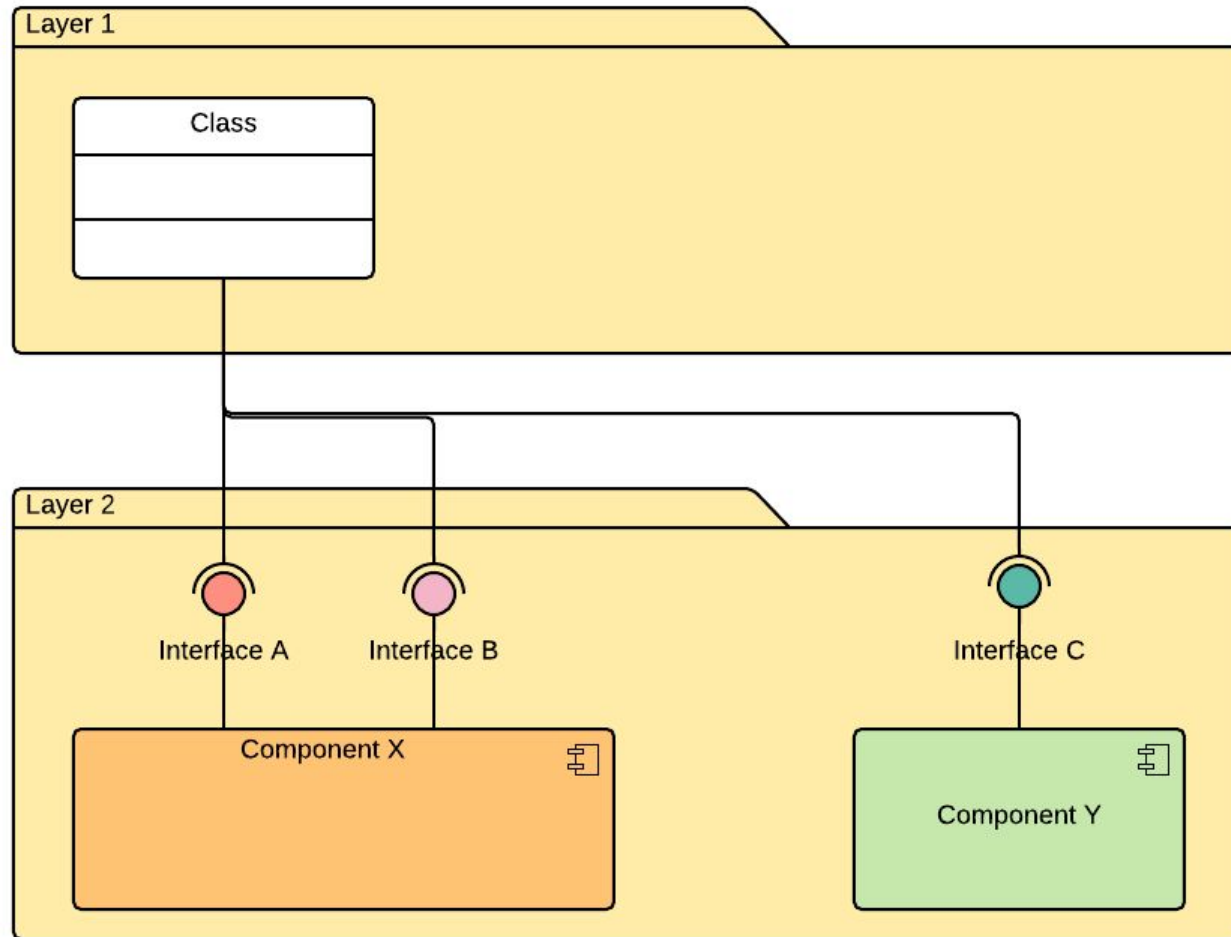 Layer 1
Class
Layer 2
Interface A
Interface B
Interface C
Component X
Component Y